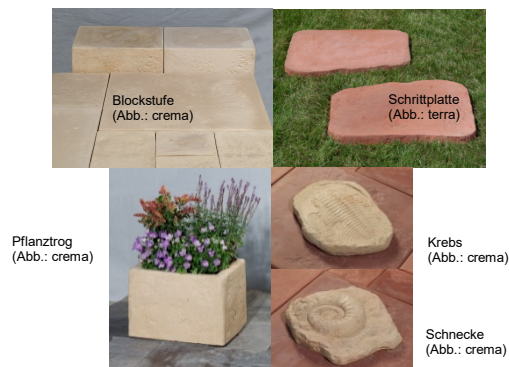 Blockstufe
(Abb.: crema)
Schrittplatte
(Abb.: terra)
Pflanztrog
(Abb.: crema)
Krebs
(Abb.: crema)
Schnecke
(Abb.: crema)